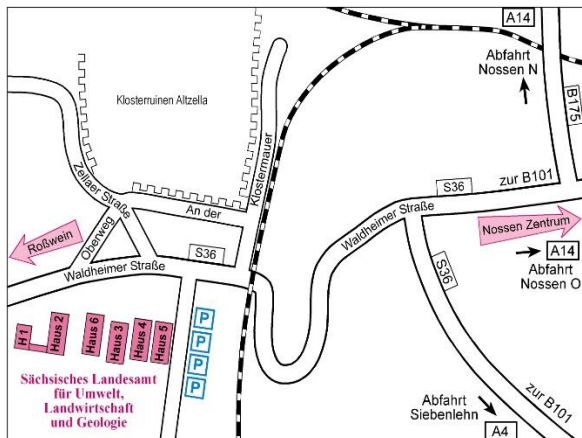 A14
Abfahrt
Nossen N
B175
Klosterruinen Altzella
Klostermauer
Zellaer Straße
An der
S36
zur B101
Waldheimer Straße
Nossen Zentrum
Roßwein
Oberweg
S36
Waldheimer Straße
S36
A14
Abfahrt
Nossen O
H1
Haus 2
Haus 6
Haus 3
Haus 4
Haus 5
P
P
P
P
Sächsisches Landesamt
für Umwelt,
Landwirtschaft
und Geologie
zur B101
Abfahrt
Siebenlehn
A4